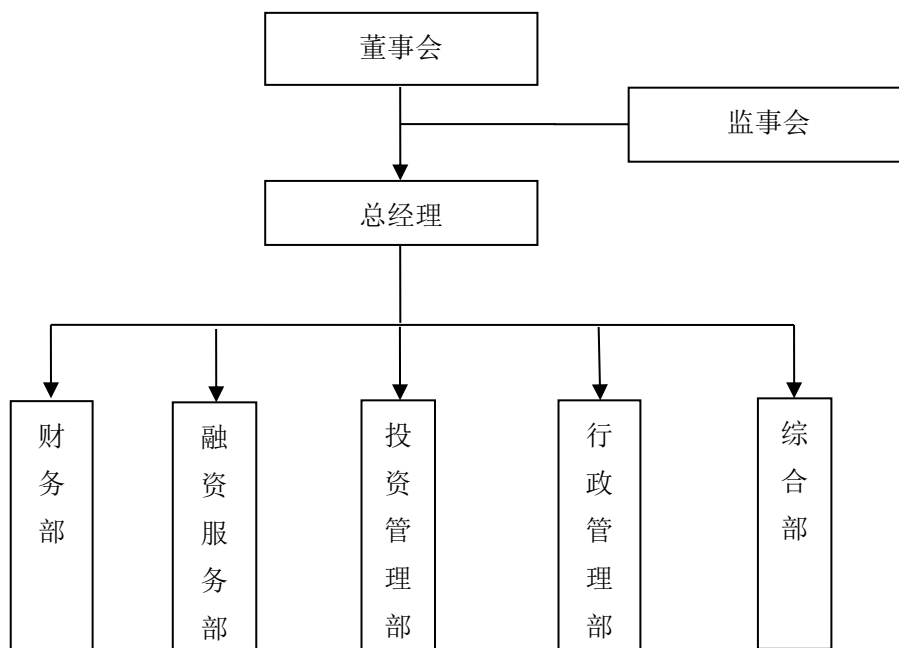 董事会
监事会
总经理
财务部
融资服务部
投资管理部
行政管理部
综合部